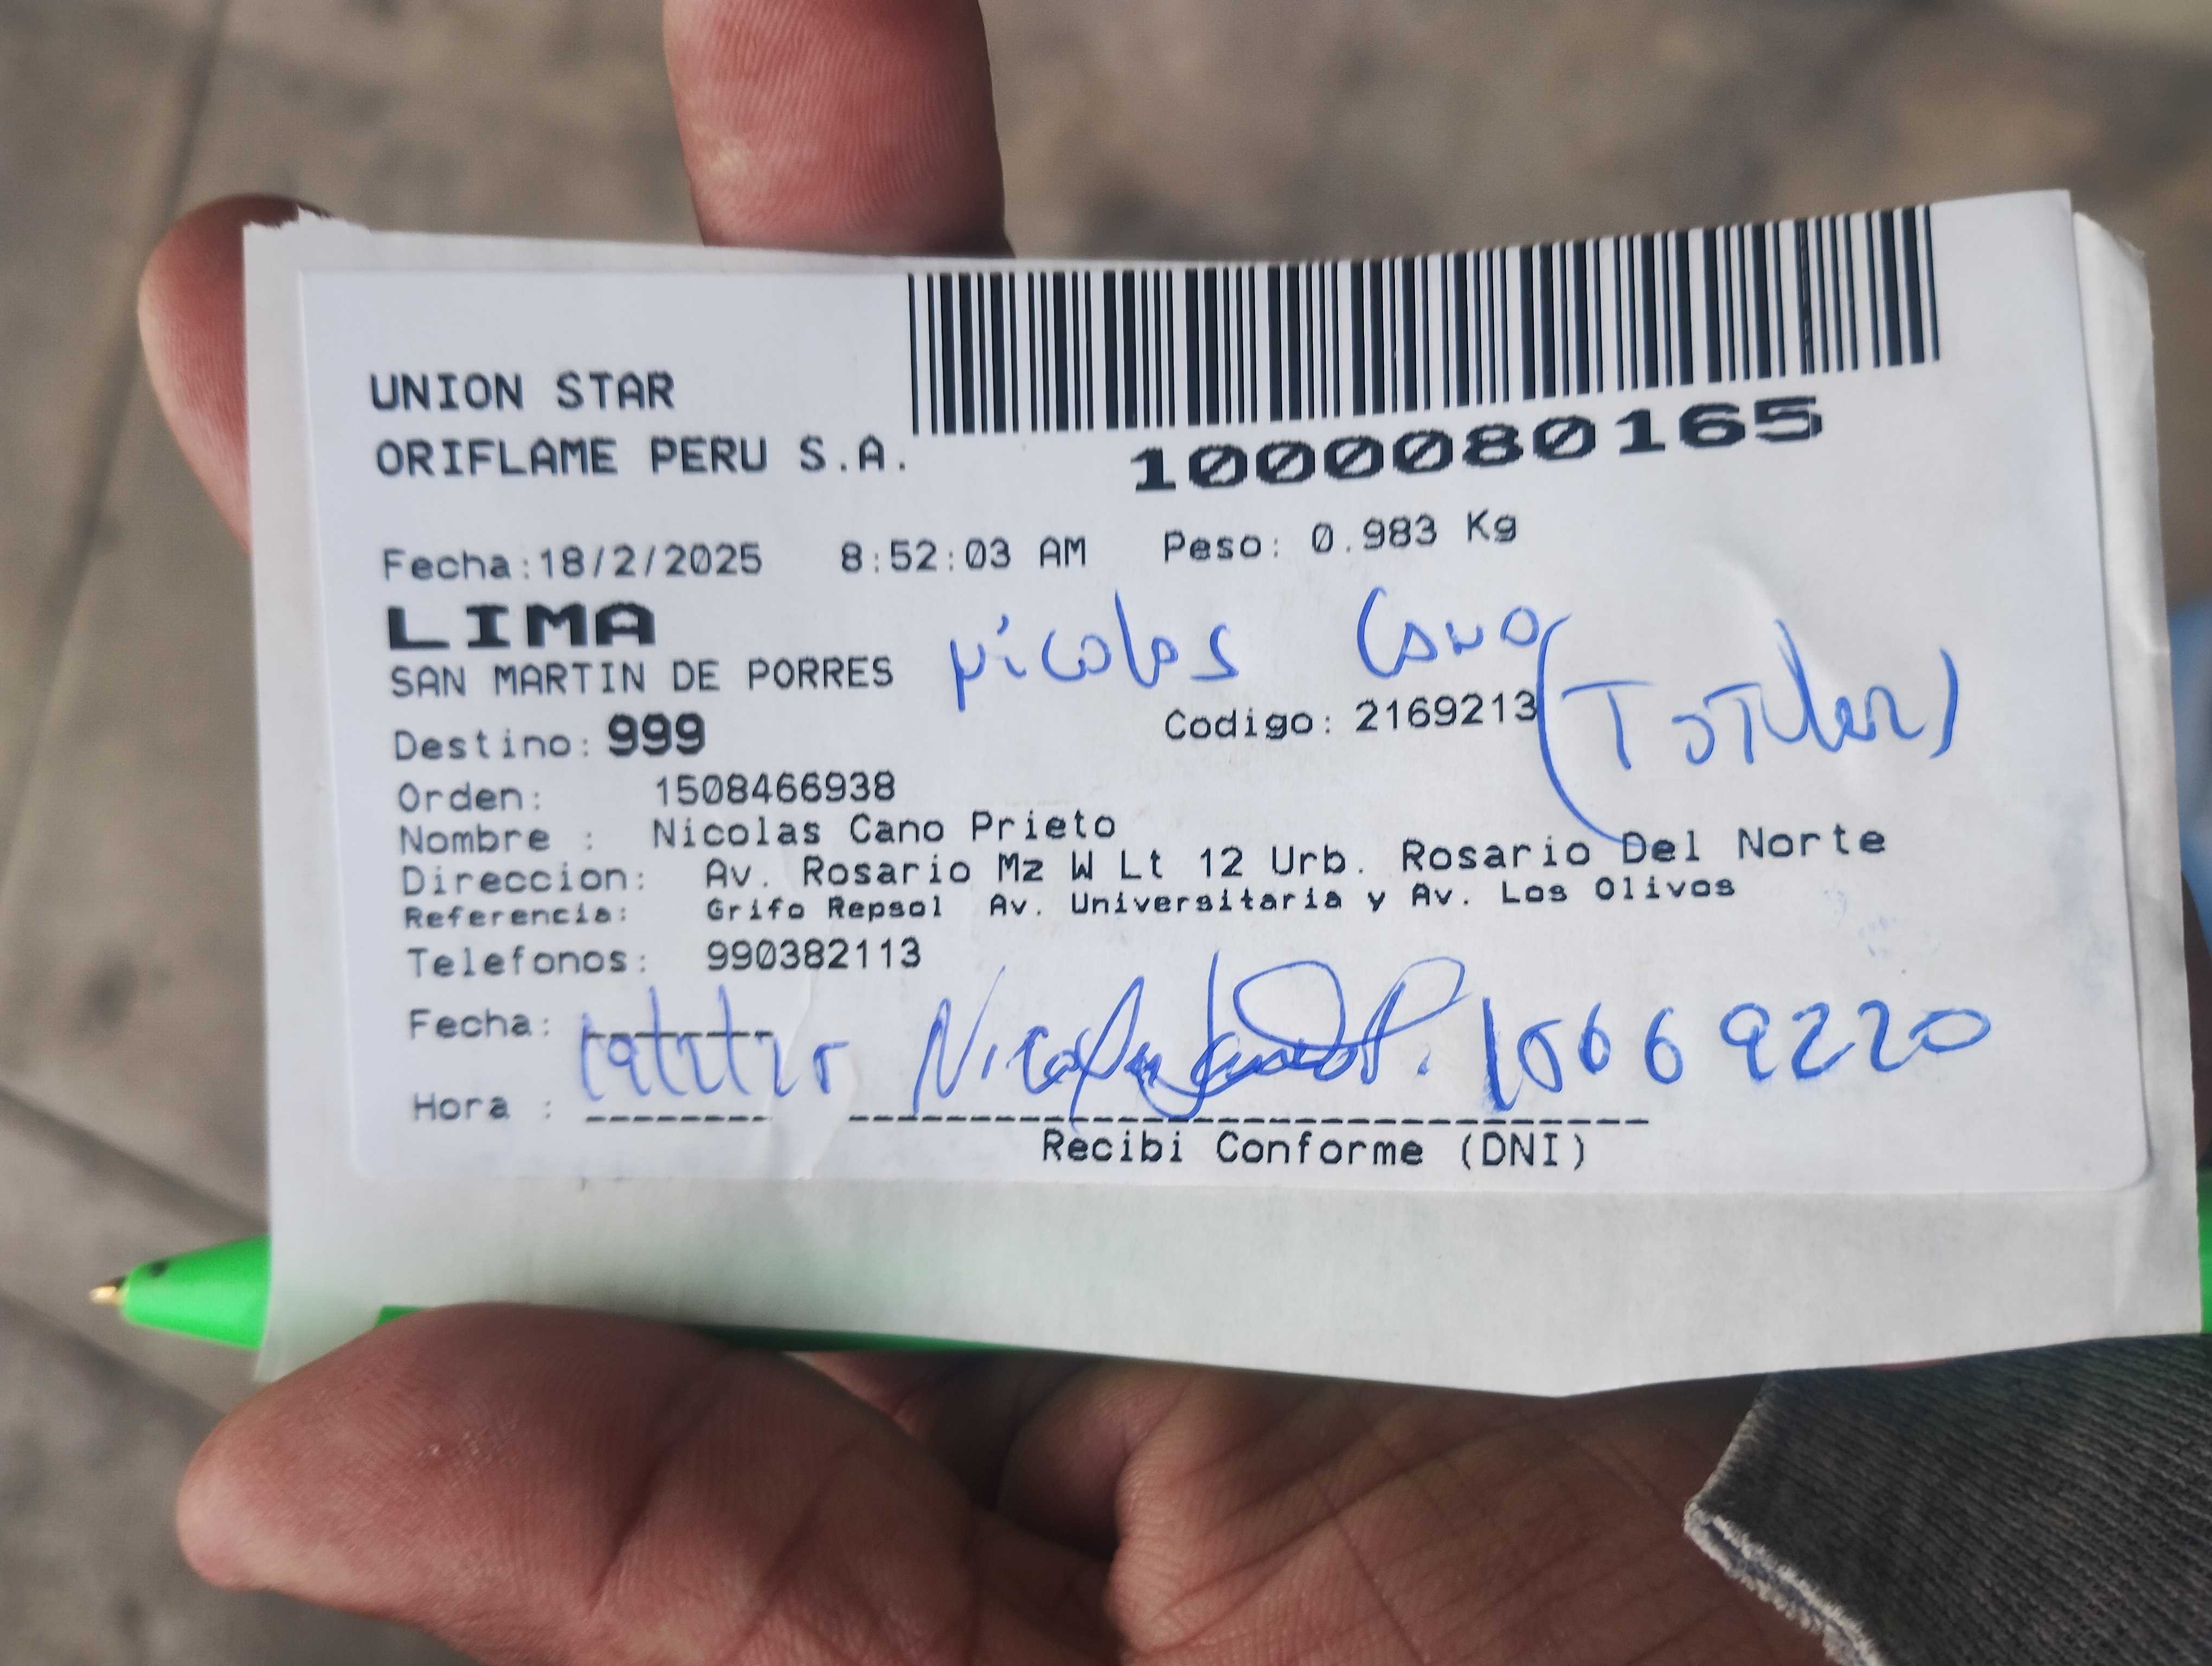 UNION STAR
ORIFLAME PERU S.A.
1000080165
Fecha:18/2/2025 8:52:03 AM Peso: 0.983 Kg
LIMA
SAN MARTIN DE PORRES
Nicolas Cano
(TiTuler)
Destino: 999
Codigo: 2169213
Orden: 1508466938
Nombre : Nicolas Cano Prieto
Direccion: Av. Rosario Mz W Lt 12 Urb. Rosario Del Norte
Referencia: Grifo Repsol Av. Universitaria y Av. Los Olivos
Telefonos: 990382113
Fecha:
Hora :
10669220
Recibi Conforme (DNI)